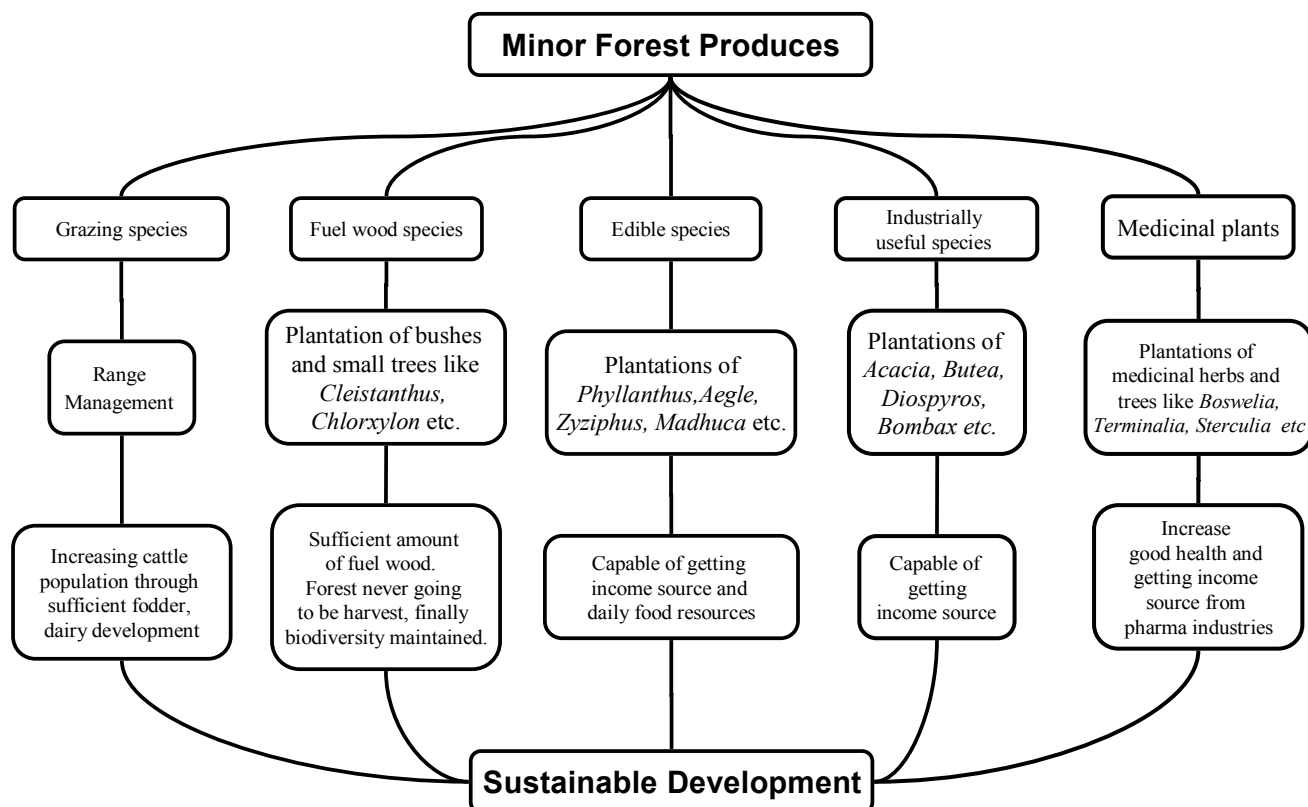 Minor Forest Produces
Grazing species
Fuel wood species
Edible species
Industrially
useful species
Medicinal plants
Range
Management
Plantation of bushes
and small trees like
Cleistanthus,
Chlorxylon etc.
Plantations of
Phyllanthus,Aegle,
Zyziphus, Madhuca etc.
Plantations of
Acacia, Butea,
Diospyros,
Bombax etc.
Plantations of
medicinal herbs and
trees like Boswelia,
Terminalia, Sterculia etc
Increasing cattle
population through
sufficient fodder,
dairy development
Sufficient amount
of fuel wood.
Forest never going
to be harvest, finally
biodiversity maintained.
Capable of getting
income source and
daily food resources
Capable of
getting
income source
Increase
good health and
getting income
source from
pharma industries
Sustainable Development